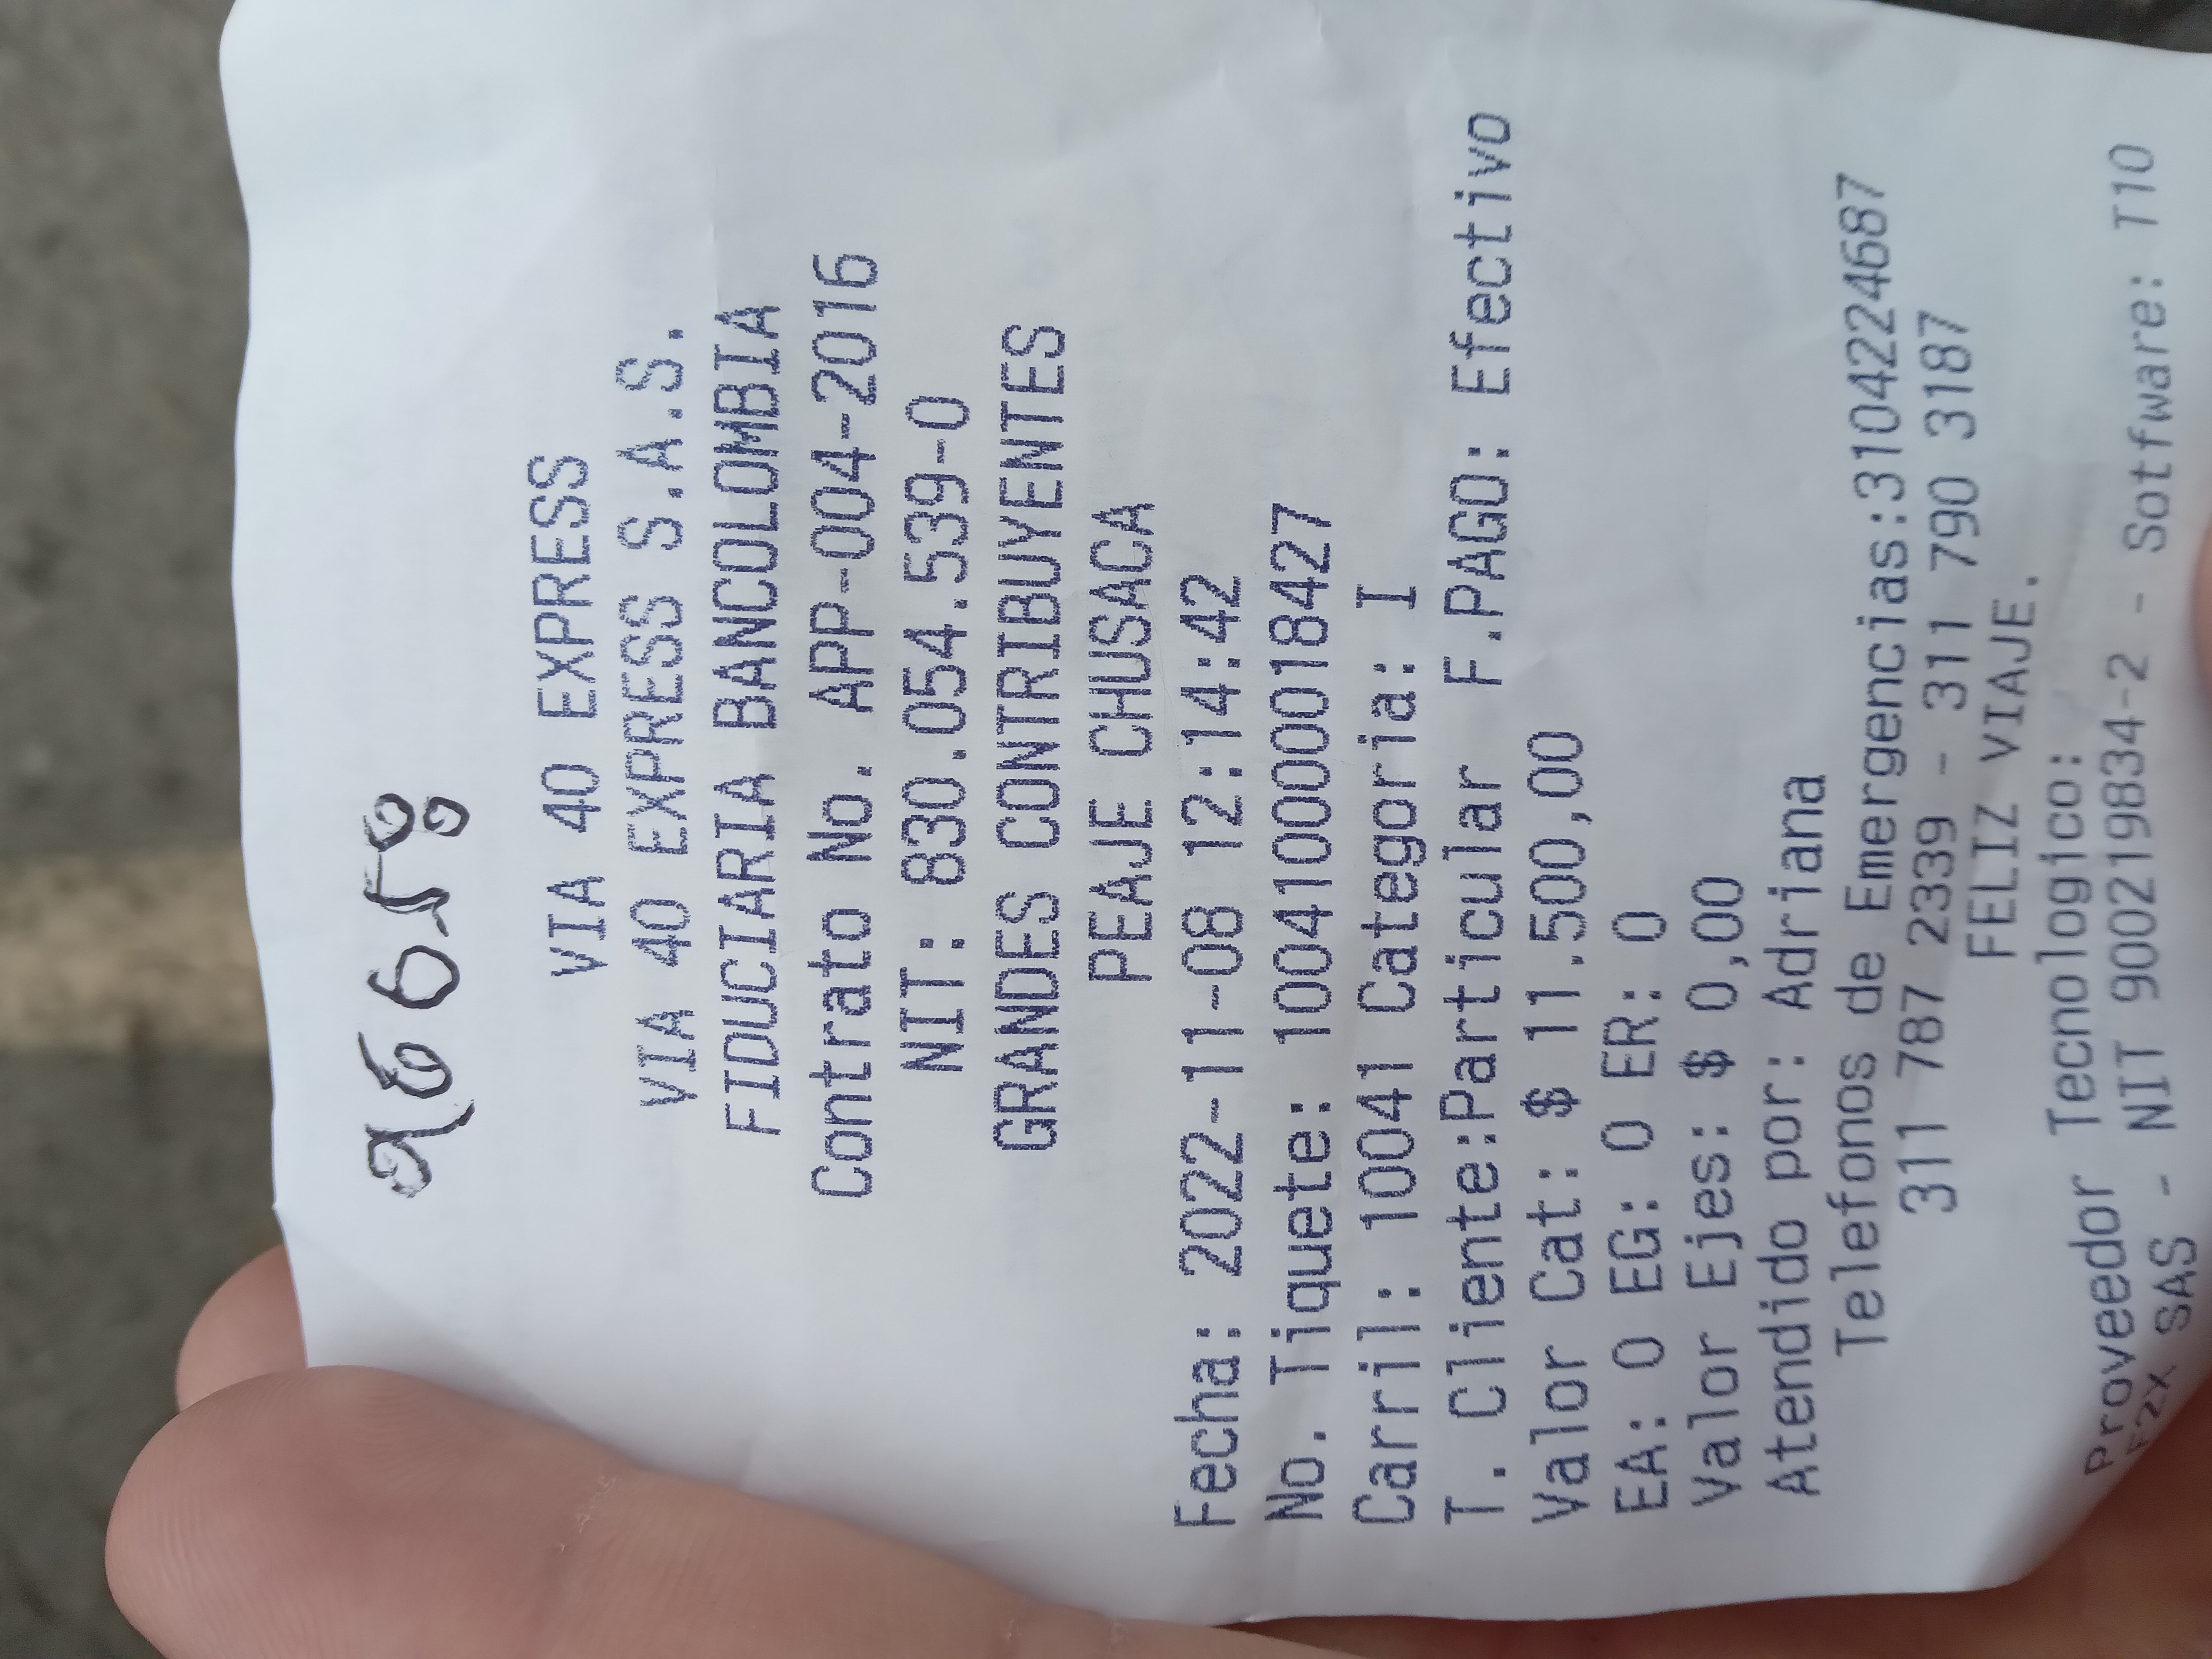 96658
VIA 40 EXPRESS
VIA 40 EXPRESS S.A.S.
FIDUCIARIA BANCOLOMBIA
Contrato No. APP-004-2016
NIT: 830.054.539-0
GRANDES CONTRIBUYENTES
PEAJE CHUSACA
Fecha: 2022-11-08 12:14:42
No. Tiquete: 100410000018427
Carril: 10041 Categoria: I
T. Cliente:Particular F.PAGO: Efectivo
Valor Cat: $ 11.500,00
EA: 0 EG: 0 ER: 0
Valor Ejes: $ 0,00
Atendido por: Adriana
Telefonos de Emergencias:3104224687
311 787 2339 - 311 790 3187
FELIZ VIAJE.
Proveedor Tecnologico:
F2X SAS - NIT 900219834-2 - Sotfware: T10